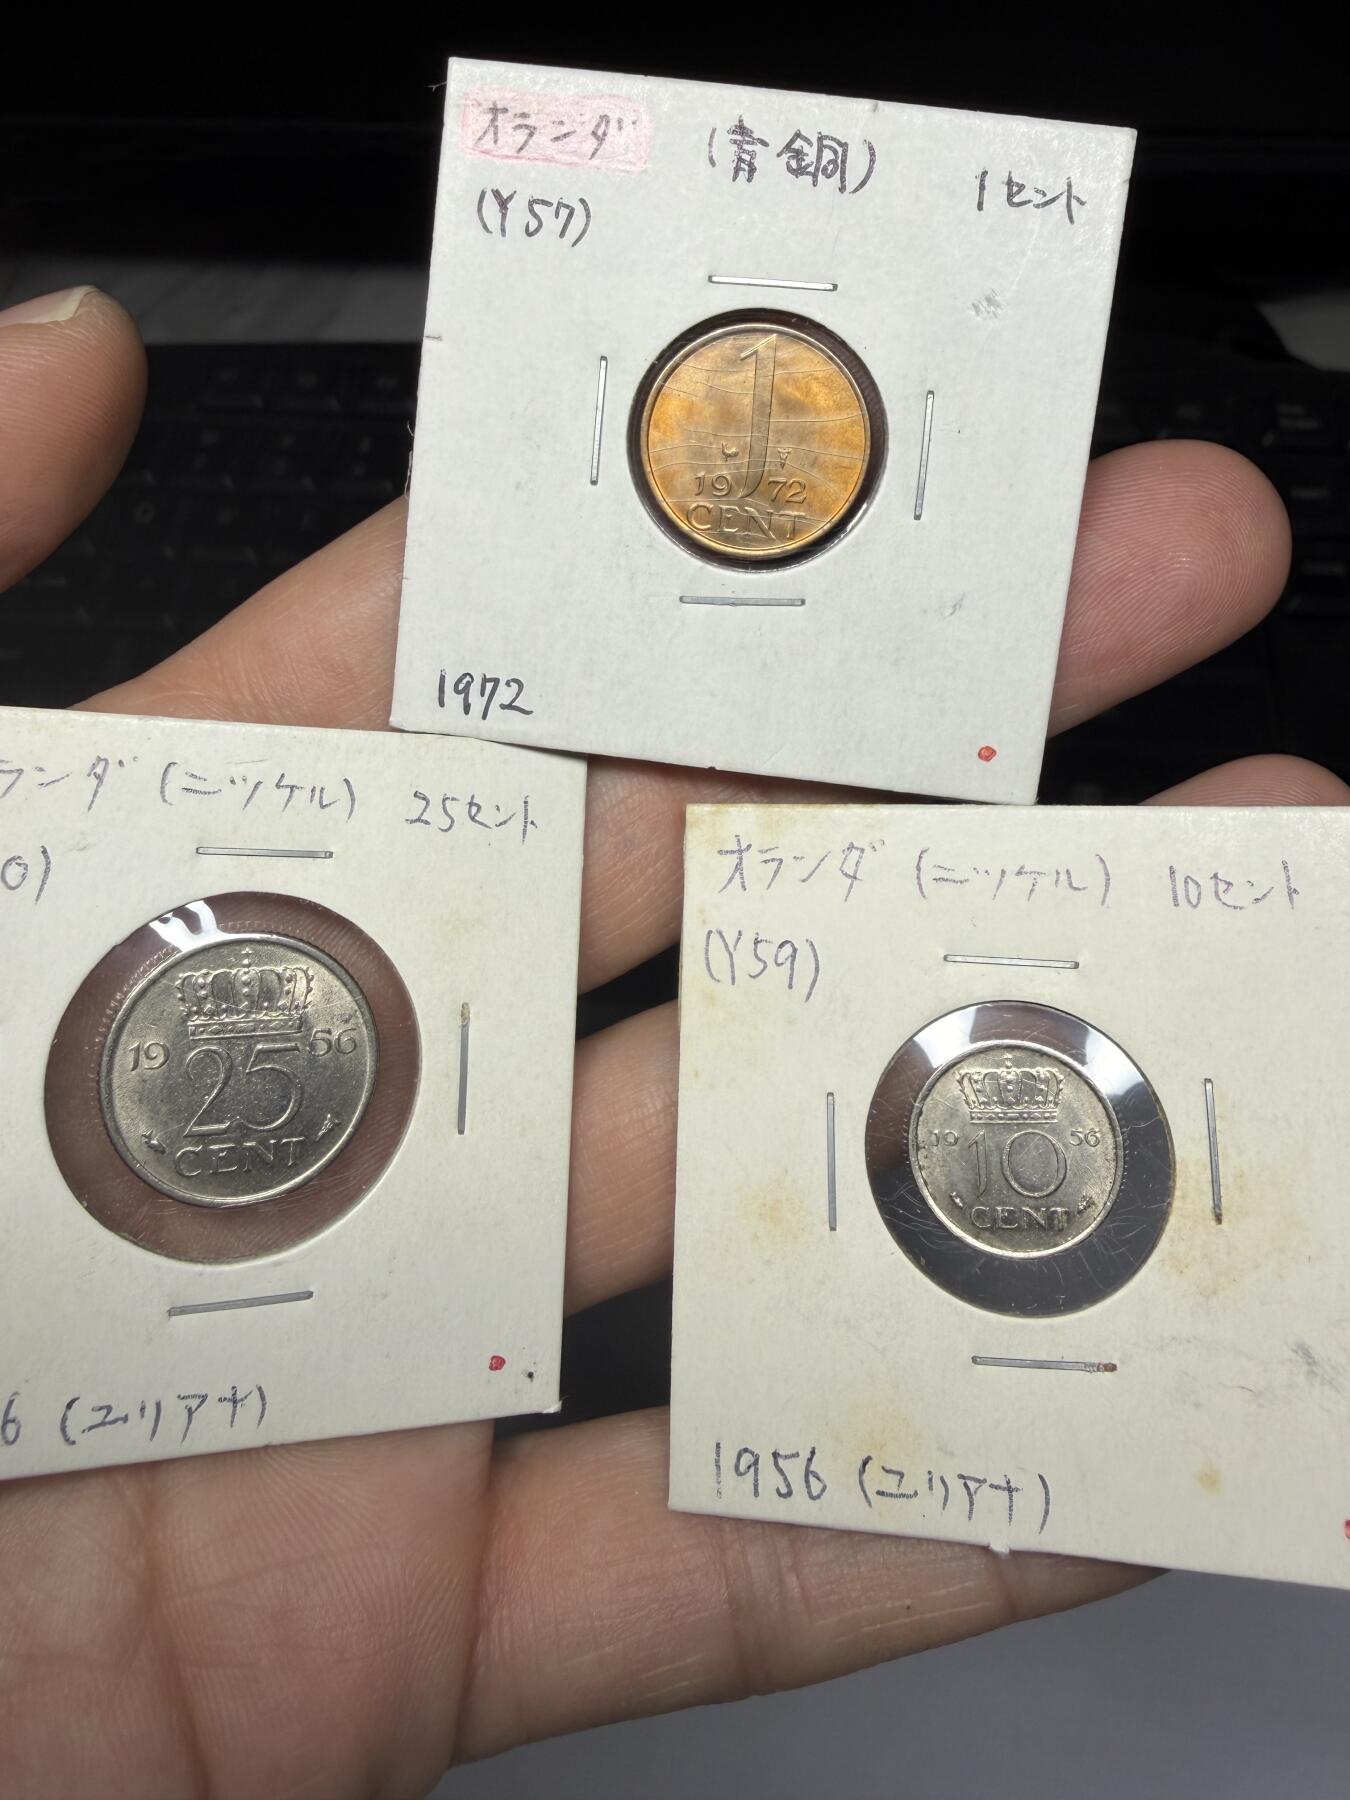 オランダ (青銅) 1セント
(Y57)
1
19 72
CENT
1972
ランダ (ニッケル) 25セント
0)
19 56
25
CENT
6 (ユリアナ)
オランダ (ニッケル) 10セント
(Y59)
19 56
10
CENT
1956 (ユリアナ)